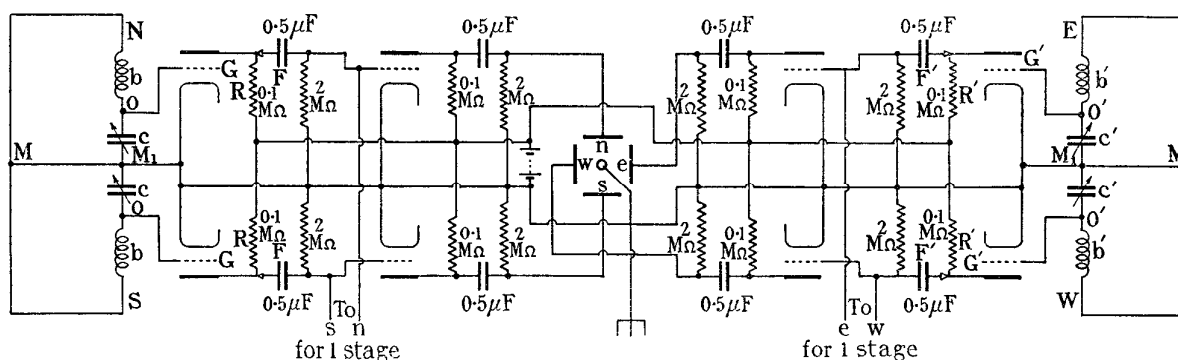 0·5μF 0·5μF 0·5μF 0·5μF
N E
G G′
b F F′ b′
R 0·1 MΩ 2 MΩ 0·1 MΩ 2 MΩ 2 MΩ 0·1 MΩ 2 MΩ 0·1 MΩ R′
O O′
c n c′
M M₁ w e M₁ M
c s c′
O O′
R 0·1 MΩ 2 MΩ 0·1 MΩ 2 MΩ 2 MΩ 0·1 MΩ 2 MΩ 0·1 MΩ R′
G F F′ G′
b b′
0·5μF 0·5μF 0·5μF 0·5μF
S W
To To
s n e w
for 1 stage for 1 stage